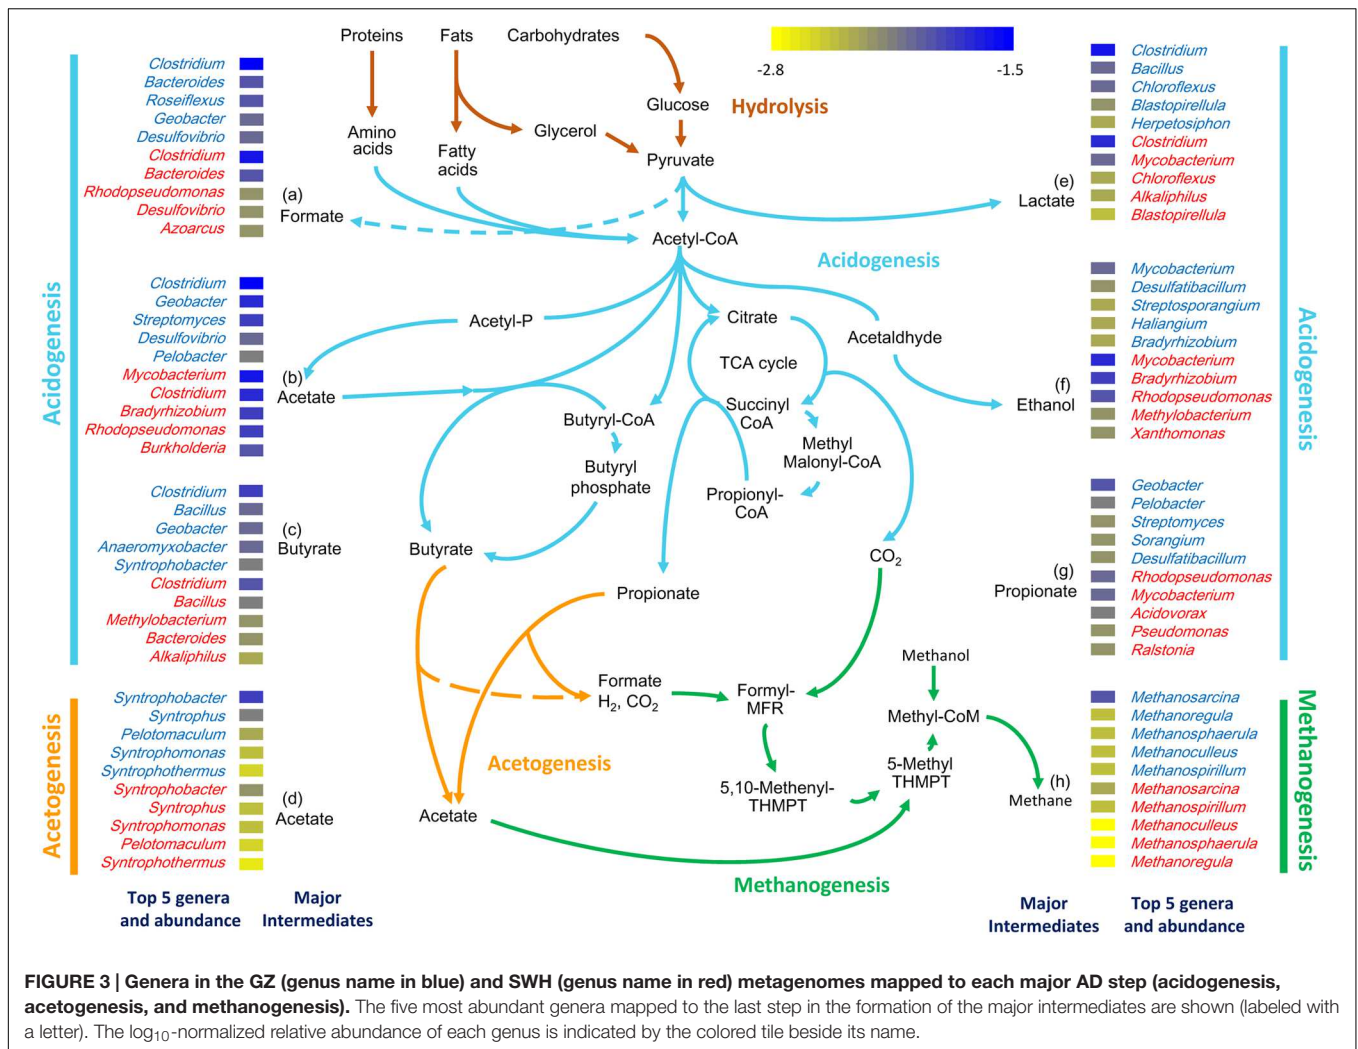 Proteins
Fats
Carbohydrates
-2.8
-1.5
Glucose
Hydrolysis
Amino
acids
Fatty
acids
Glycerol
Pyruvate
Acetyl-CoA
Acidogenesis
Acetyl-P
Citrate
TCA cycle
Acetaldhyde
Butyryl-CoA
Succinyl
CoA
Methyl
Malonyl-CoA
Butyryl
phosphate
Propionyl-
CoA
Butyrate
CO2
Propionate
Formate
H2, CO2
Formyl-
MFR
Methanol
Methyl-CoM
5-Methyl
THMPT
5,10-Methenyl-
THMPT
Acetogenesis
Acetate
Methanogenesis
Acidogenesis
Clostridium
Bacteroides
Roseiflexus
Geobacter
Desulfovibrio
Clostridium
Bacteroides
Rhodopseudomonas
Desulfovibrio
Azoarcus
(a)
Formate
Clostridium
Geobacter
Streptomyces
Desulfovibrio
Pelobacter
Mycobacterium
Clostridium
Bradyrhizobium
Rhodopseudomonas
Burkholderia
(b)
Acetate
Clostridium
Bacillus
Geobacter
Anaeromyxobacter
Syntrophobacter
Clostridium
Bacillus
Methylobacterium
Bacteroides
Alkaliphilus
(c)
Butyrate
Acetogenesis
Syntrophobacter
Syntrophus
Pelotomaculum
Syntrophomonas
Syntrophothermus
Syntrophobacter
Syntrophus
Syntrophomonas
Pelotomaculum
Syntrophothermus
(d)
Acetate
Top 5 genera
and abundance
Major
Intermediates
(e)
Lactate
Clostridium
Bacillus
Chloroflexus
Blastopirellula
Herpetosiphon
Clostridium
Mycobacterium
Chloroflexus
Alkaliphilus
Blastopirellula
Acidogenesis
(f)
Ethanol
Mycobacterium
Desulfatibacillum
Streptosporangium
Haliangium
Bradyrhizobium
Mycobacterium
Bradyrhizobium
Rhodopseudomonas
Methylobacterium
Xanthomonas
(g)
Propionate
Geobacter
Pelobacter
Streptomyces
Sorangium
Desulfatibacillum
Rhodopseudomonas
Mycobacterium
Acidovorax
Pseudomonas
Ralstonia
(h)
Methane
Methanosarcina
Methanoregula
Methanosphaerula
Methanoculleus
Methanospirillum
Methanosarcina
Methanospirillum
Methanoculleus
Methanosphaerula
Methanoregula
Methanogenesis
Major
Intermediates
Top 5 genera
and abundance
FIGURE 3 | Genera in the GZ (genus name in blue) and SWH (genus name in red) metagenomes mapped to each major AD step (acidogenesis,
acetogenesis, and methanogenesis). The five most abundant genera mapped to the last step in the formation of the major intermediates are shown (labeled with
a letter). The log10-normalized relative abundance of each genus is indicated by the colored tile beside its name.